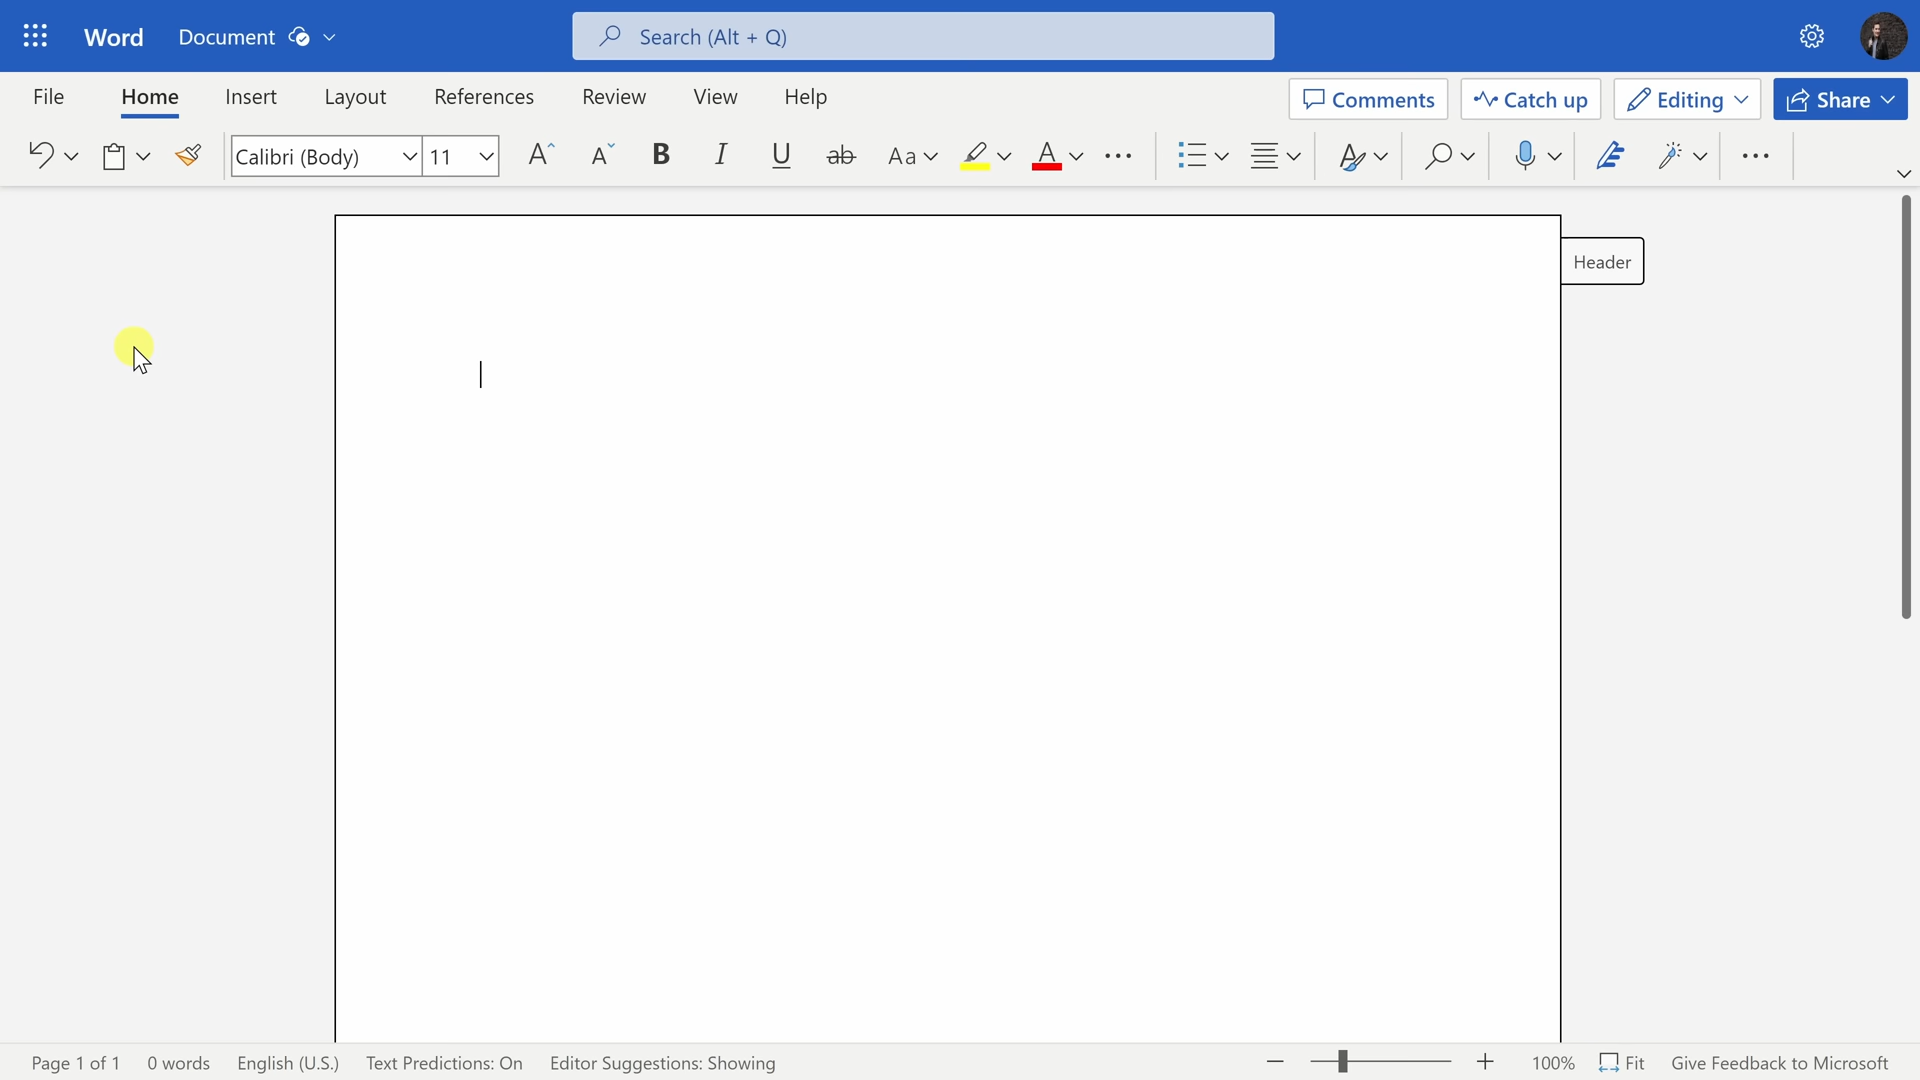 Word Document Search (Alt + Q)
File Home Insert Layout References Review View Help Comments Catch up Editing Share
Calibri (Body) 11 A A B I U ab Aa A
Header
Page 1 of 1 0 words English (U.S.) Text Predictions: On Editor Suggestions: Showing 100% Fit Give Feedback to Microsoft